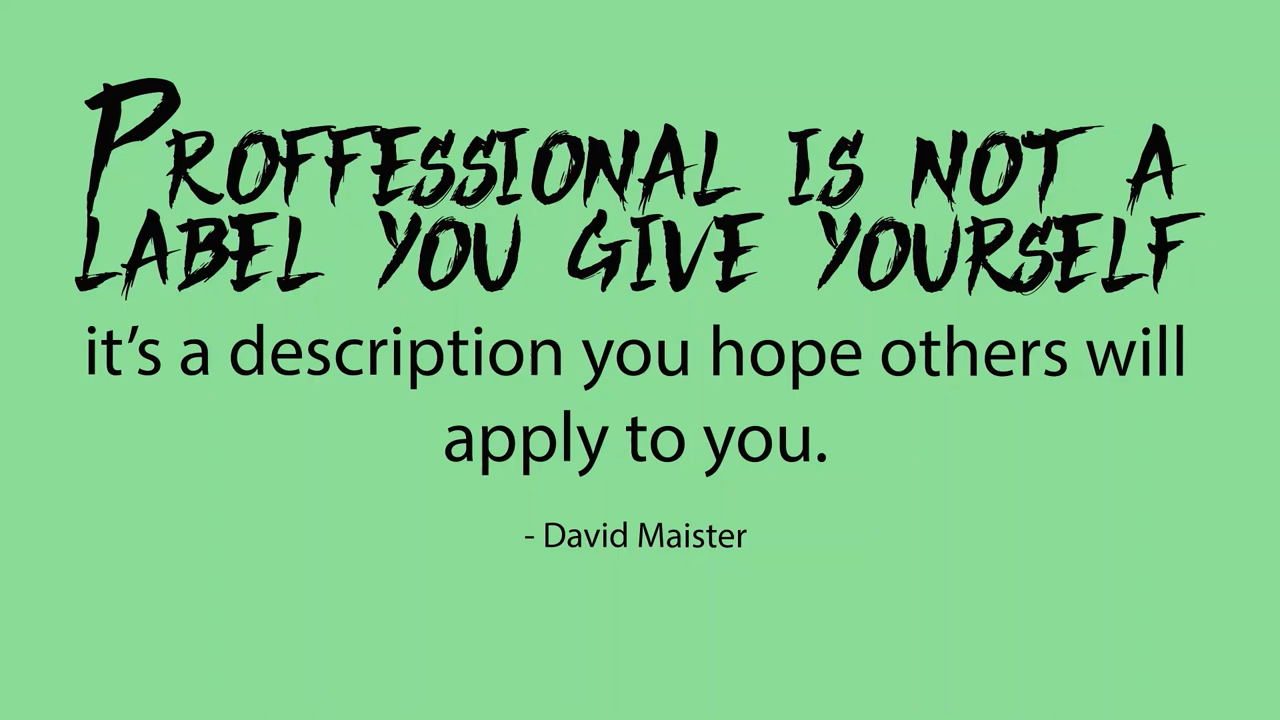 Proffessional is not a
label you give yourself
it’s a description you hope others will
apply to you.
- David Maister